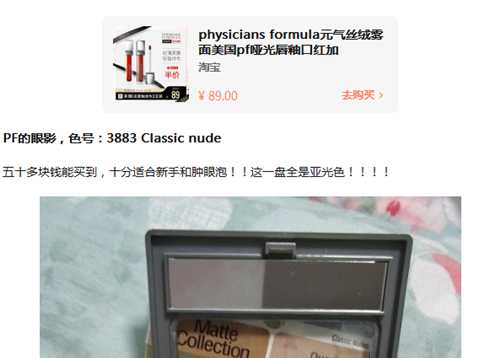 physicians formula元气丝绒雾
面美国pf哑光唇釉口红加
淘宝
半价
89
¥ 89.00
去购买 >
PF的眼影，色号：3883 Classic nude
五十多块钱能买到，十分适合新手和肿眼泡！！这一盘全是亚光色！！！！
Matte
Collection
Classic Nudes